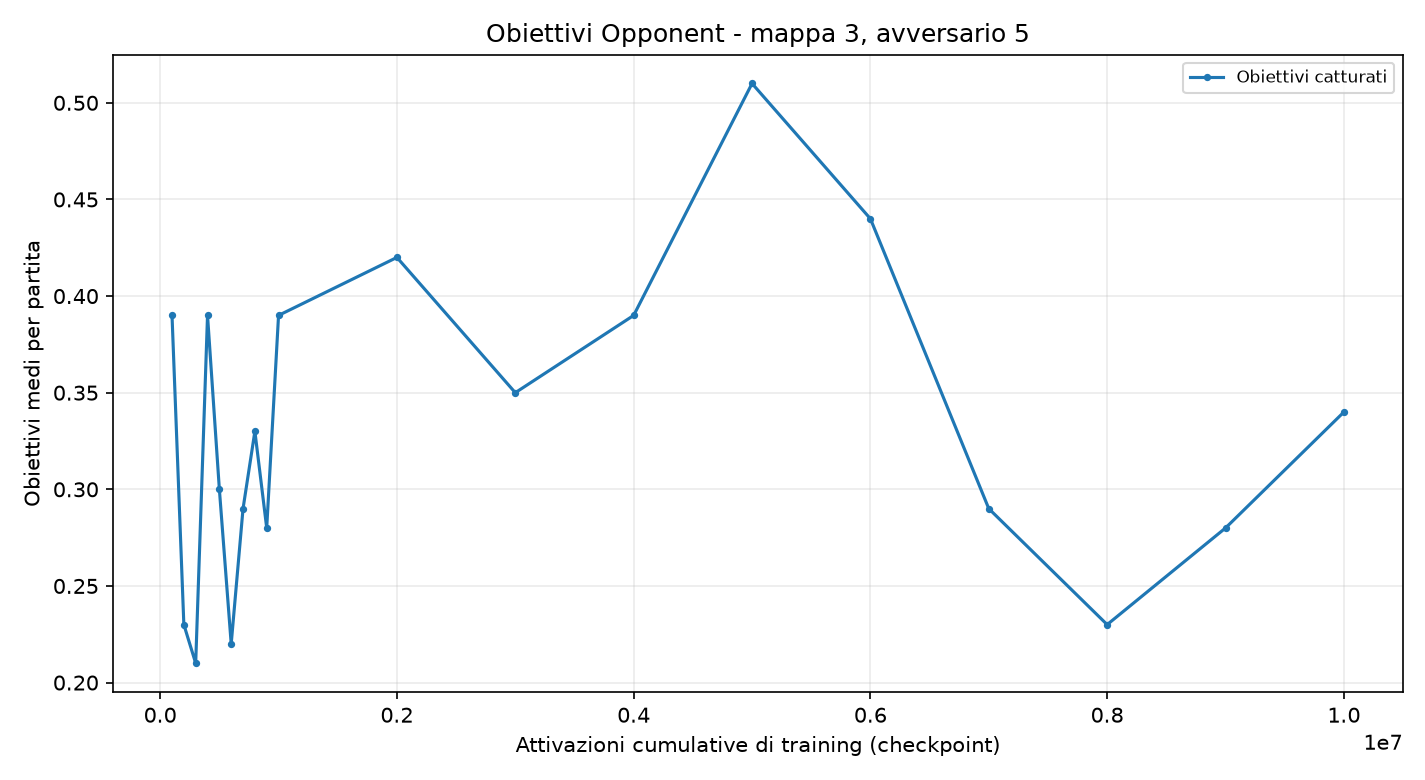 Obiettivi Opponent - mappa 3, avversario 5
Obiettivi catturati
Obiettivi medi per partita
0.50
0.45
0.40
0.35
0.30
0.25
0.20
0.0 0.2 0.4 0.6 0.8 1.0
1e7
Attivazioni cumulative di training (checkpoint)